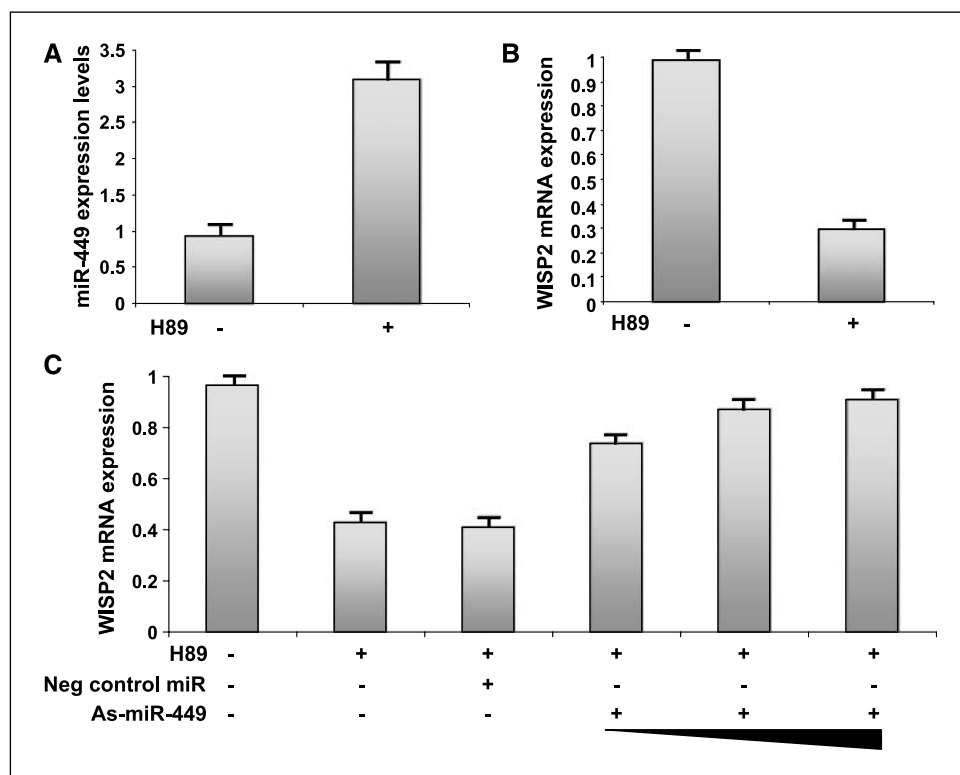 A
miR-449 expression levels
3.5
3
2.5
2
1.5
1
0.5
0
H89 - +
B
WISP2 mRNA expression
1
0.9
0.8
0.7
0.6
0.5
0.4
0.3
0.2
0.1
0
H89 - +
C
WISP2 mRNA expression
1
0.8
0.6
0.4
0.2
0
H89 - + + + + +
Neg control miR - - + - - -
As-miR-449 - - - + + +